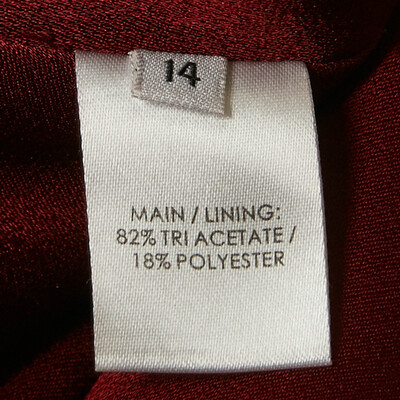 14
MAIN / LINING:
82% TRI ACETATE /
18% POLYESTER